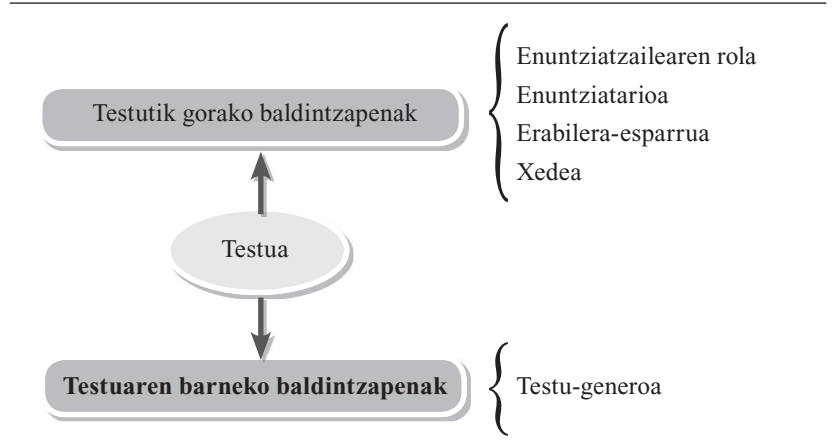 Testutik gorako baldintzapenak
Enuntziatzailearen rola
Enuntziatarioa
Erabilera-esparrua
Xedea
Testua
Testuaren barneko baldintzapenak
Testu-generoa